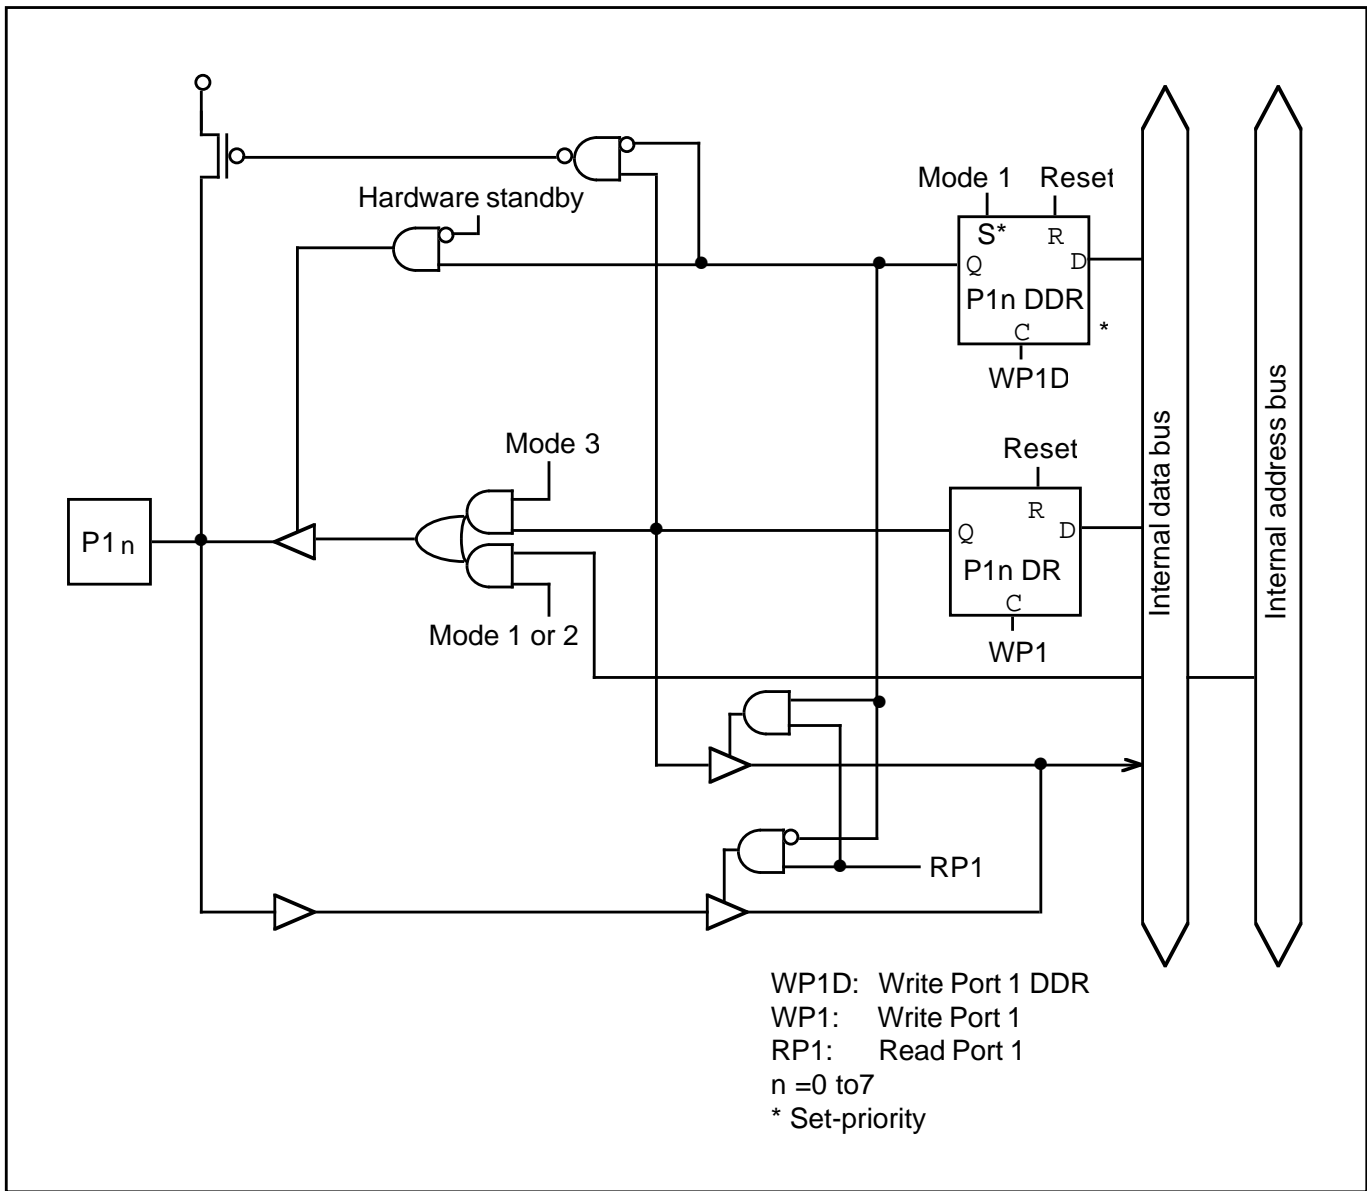 Mode 1 Reset
Hardware standby
S* R
Q D
P1n DDR
C *
WP1D
Mode 3
Reset
R
P1n
Q D
P1n DR
C
WP1
Mode 1 or 2
Internal data bus
Internal address bus
RP1
WP1D: Write Port 1 DDR
WP1: Write Port 1
RP1: Read Port 1
n =0 to7
* Set-priority